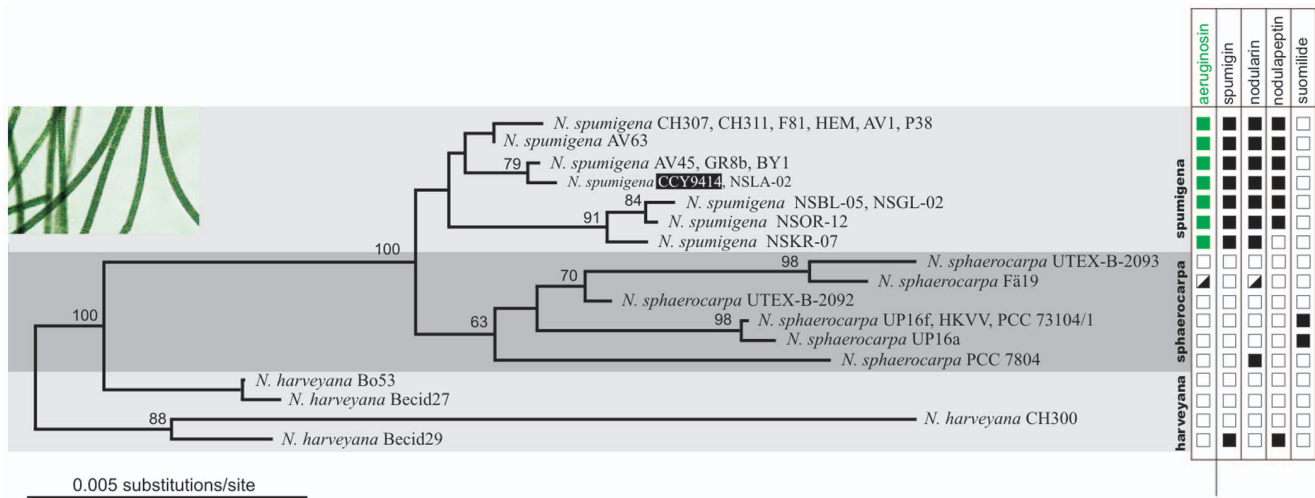 aeruginosin
spumigin
nodularin
nodulapeptin
suomilide
N. spumigena CH307, CH311, F81, HEM, AV1, P38
N. spumigena AV63
79
N. spumigena AV45, GR8b, BY1
N. spumigena CCY9414, NSLA-02
84
N. spumigena NSBL-05, NSGL-02
91
N. spumigena NSOR-12
N. spumigena NSKR-07
spumigena
100
98
N. sphaerocarpa UTEX-B-2093
70
N. sphaerocarpa Fä19
N. sphaerocarpa UTEX-B-2092
100
63
98
N. sphaerocarpa UP16f, HKVV, PCC 73104/1
N. sphaerocarpa UP16a
N. sphaerocarpa PCC 7804
sphaerocarpa
N. harveyana Bo53
N. harveyana Becid27
88
N. harveyana CH300
N. harveyana Becid29
harveyana
0.005 substitutions/site